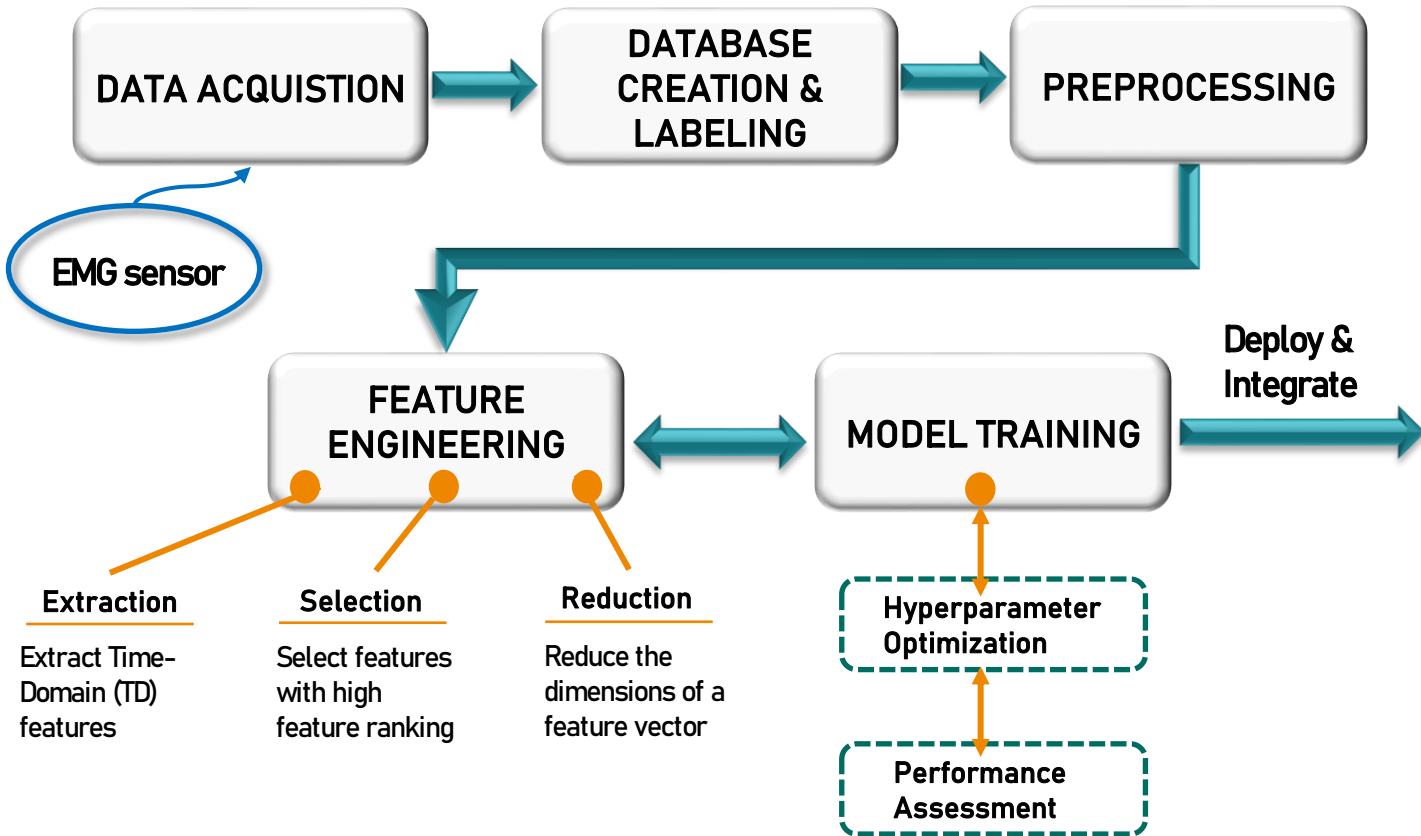 DATA ACQUISTION
DATABASE
CREATION &
LABELING
PREPROCESSING
EMG sensor
FEATURE
ENGINEERING
MODEL TRAINING
Deploy &
Integrate
Extraction
Extract Time-
Domain (TD)
features
Selection
Select features
with high
feature ranking
Reduction
Reduce the
dimensions of a
feature vector
Hyperparameter
Optimization
Performance
Assessment